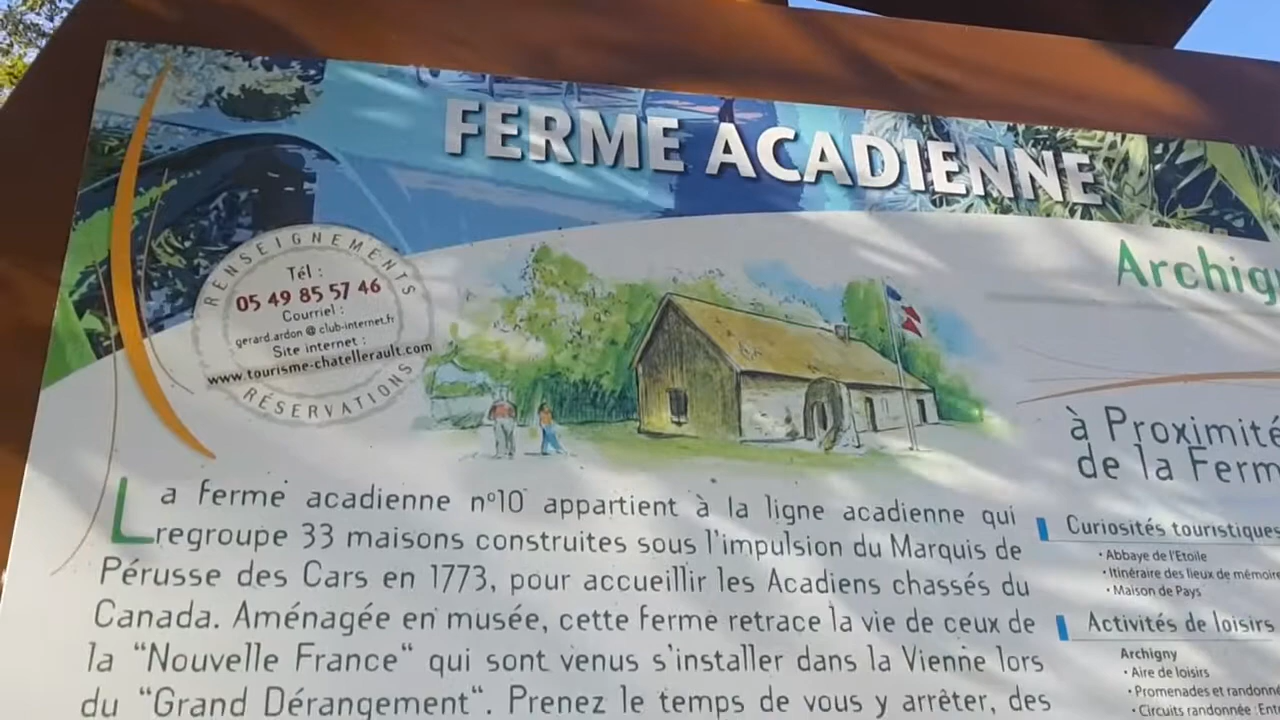 FERME ACADIENNE
RENSEIGNEMENTS
Tél :
05 49 85 57 46
Courriel :
gerard.ardon @ club-internet.fr
Site internet :
www.tourisme-chatellerault.com
RÉSERVATIONS
La ferme acadienne n°10 appartient à la ligne acadienne qui
regroupe 33 maisons construites sous l'impulsion du Marquis de
Pérusse des Cars en 1773, pour accueillir les Acadiens chassés du
Canada. Aménagée en musée, cette ferme retrace la vie de ceux de
la "Nouvelle France" qui sont venus s'installer dans la Vienne lors
du "Grand Dérangement". Prenez le temps de vous y arrêter, des
à Proximité
de la
Curiosités touristiques
• Abbaye de l'Etoile
• Itinéraire des lieux de mémoire
• Maison de Pays
Activités de loisirs
Archigny
• Aire de loisirs
• Promenades et
• Circuits randonnée :